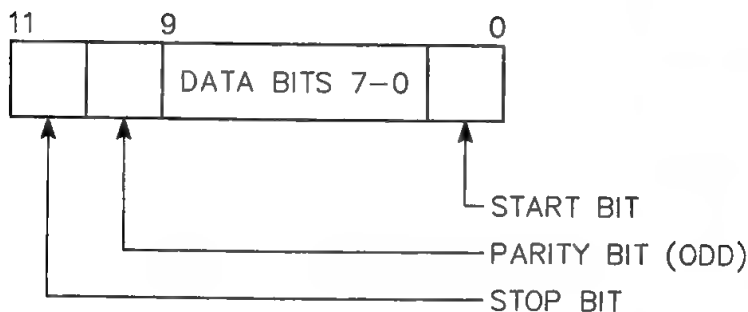 11 9 0
DATA BITS 7-0
START BIT
PARITY BIT (ODD)
STOP BIT